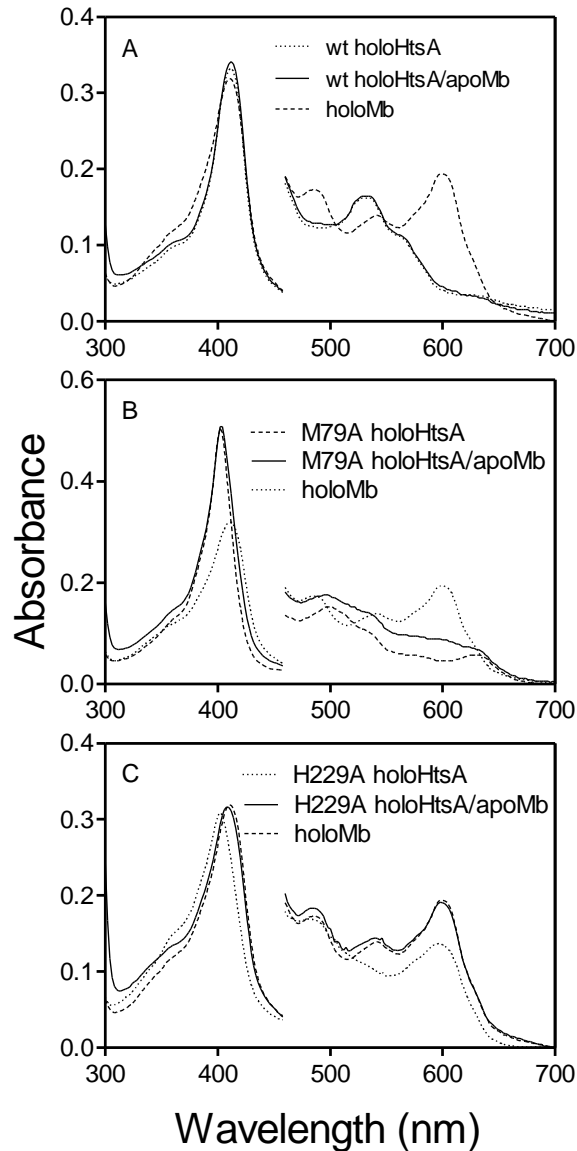 A
wt holoHtsA
wt holoHtsA/apoMb
holoMb
0.4
0.3
0.2
0.1
0.0
300 400 500 600 700
B
M79A holoHtsA
M79A holoHtsA/apoMb
holoMb
0.6
0.4
0.2
0.0
300 400 500 600 700
C
H229A holoHtsA
H229A holoHtsA/apoMb
holoMb
0.4
0.3
0.2
0.1
0.0
300 400 500 600 700
Absorbance
Wavelength (nm)